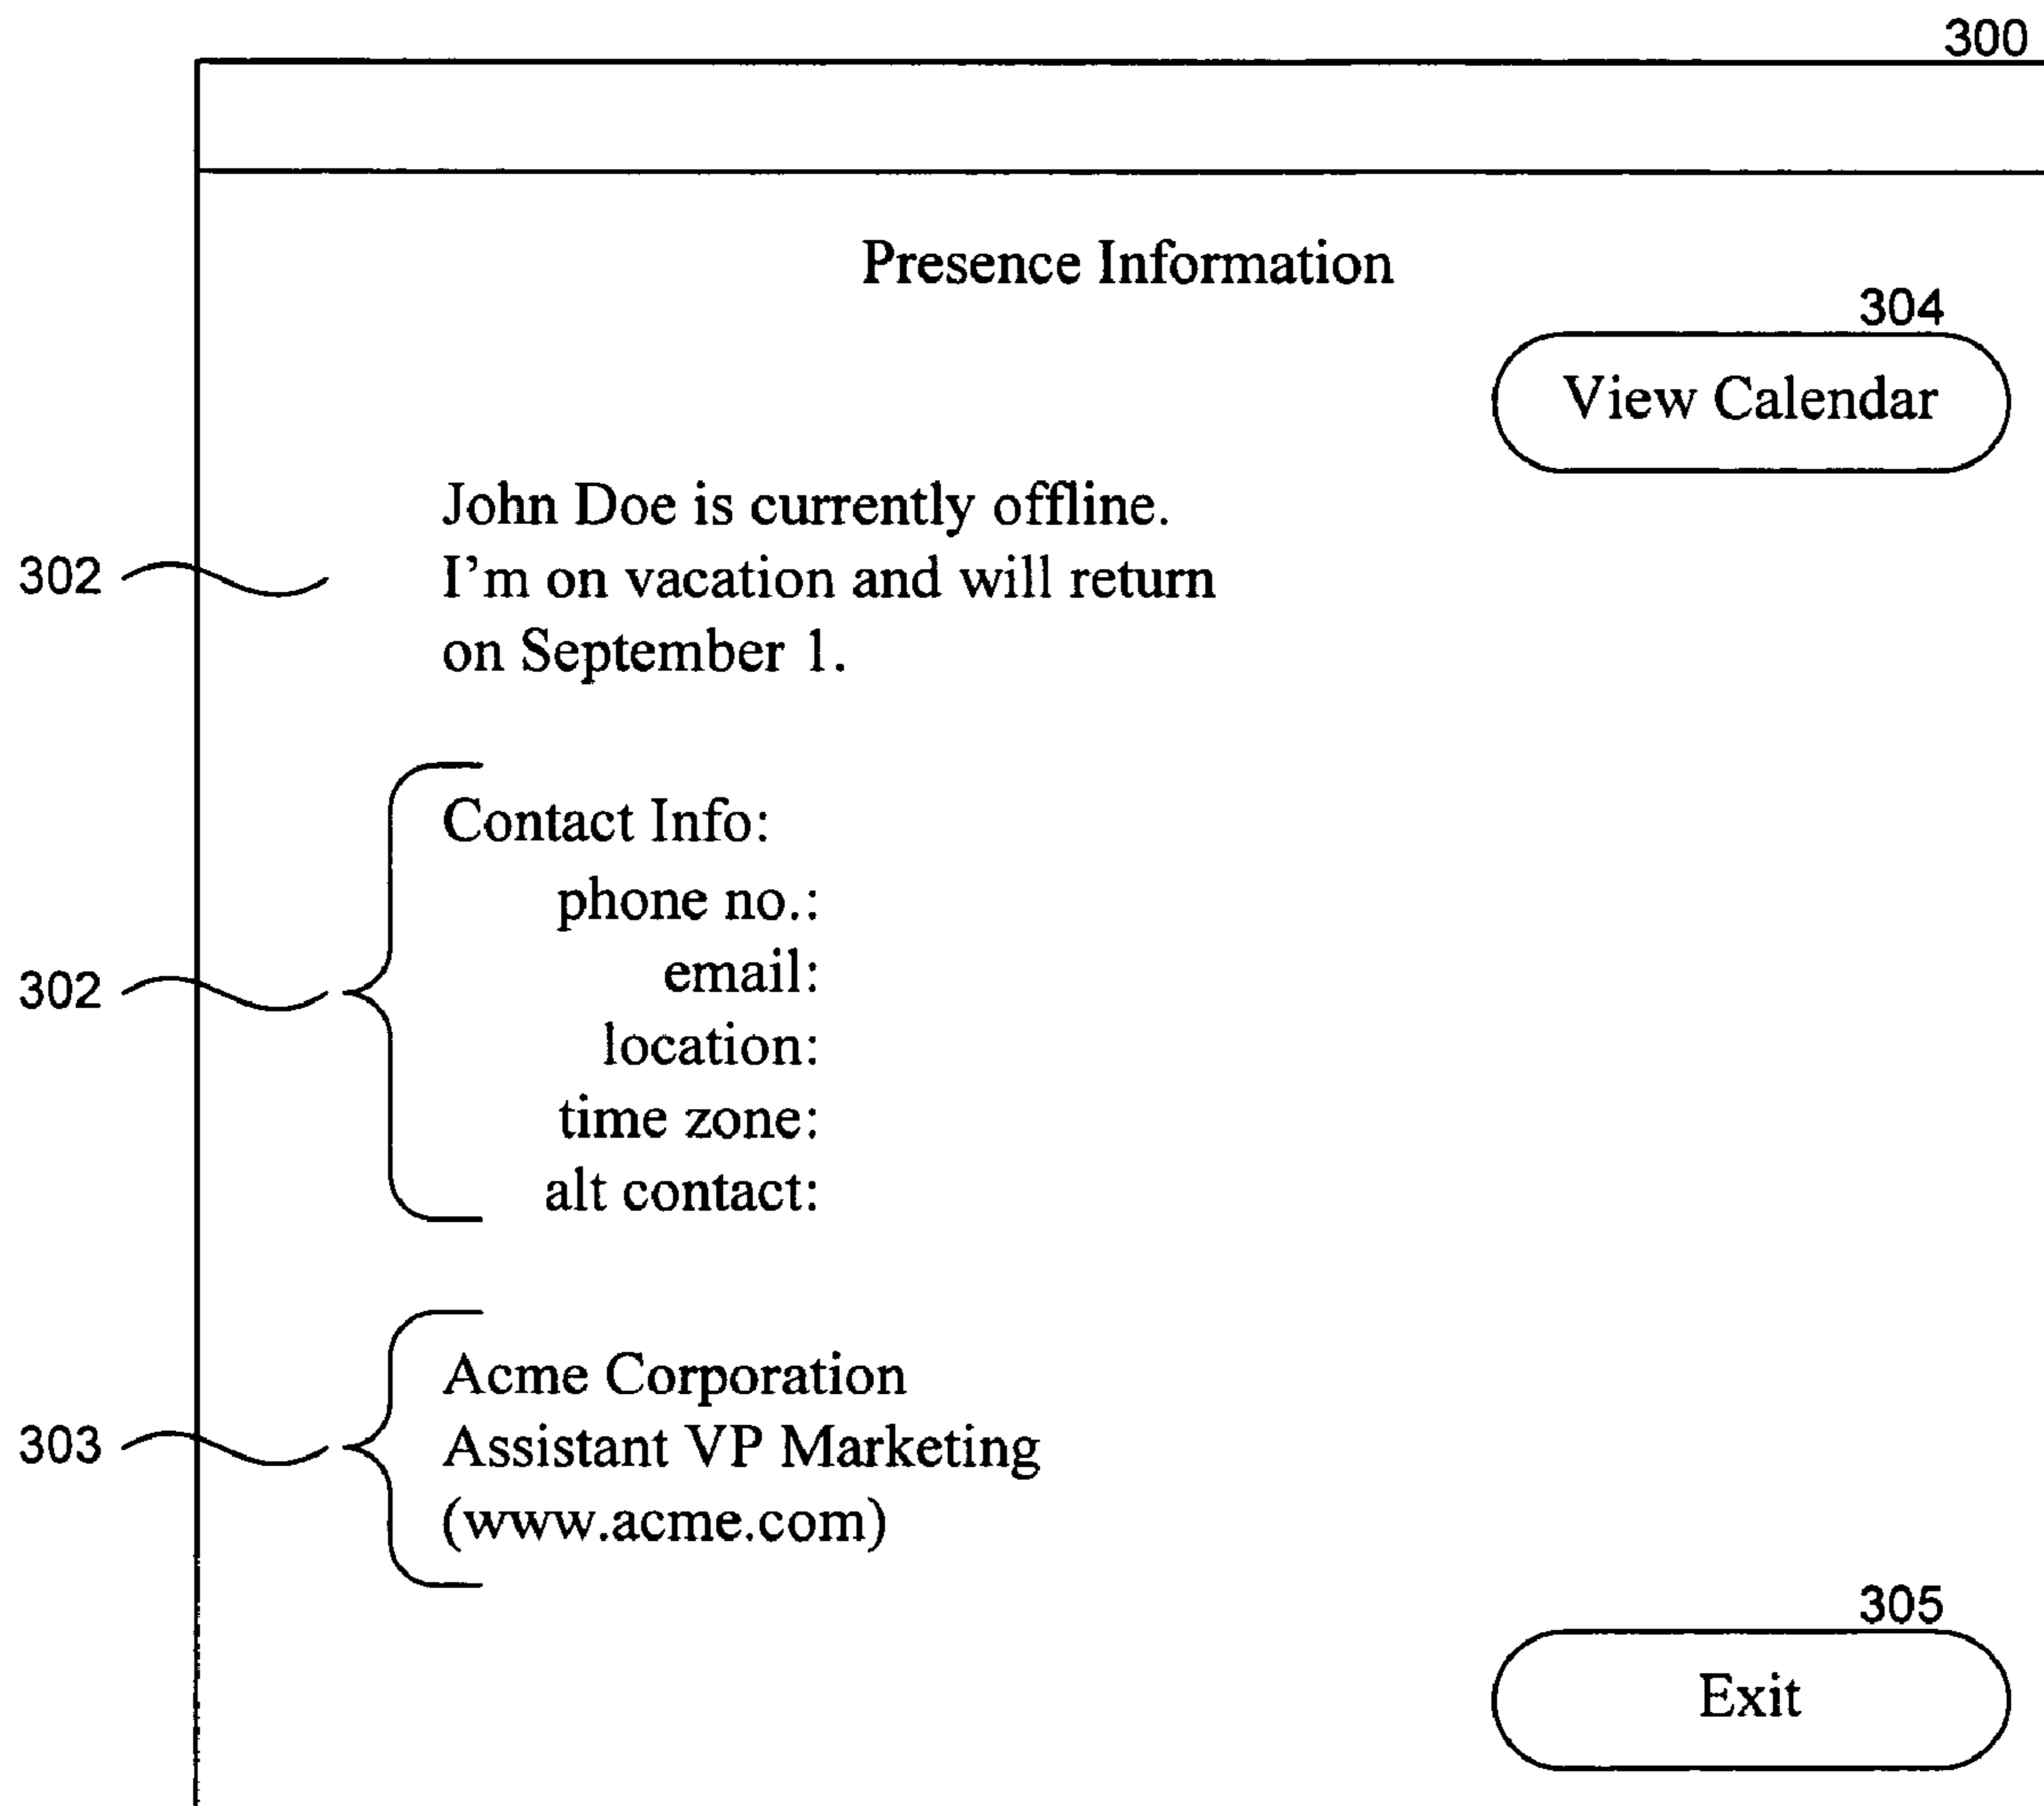 300
Presence Information
304
View Calendar
John Doe is currently offline.
302
I'm on vacation and will return
on September 1.
Contact Info:
phone no.:
email:
302
location:
time zone:
alt contact:
Acme Corporation
303
Assistant VP Marketing
(www.acme.com)
305
Exit